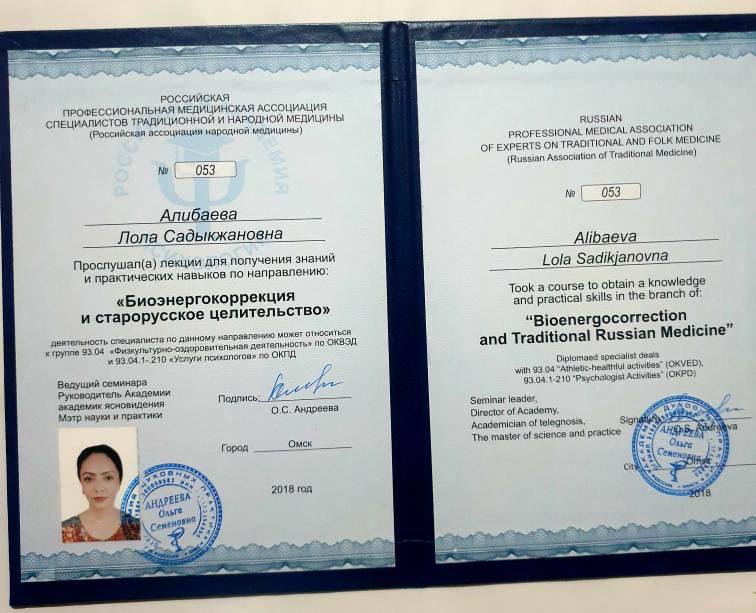 РОССИЙСКАЯ
ПРОФЕССИОНАЛЬНАЯ МЕДИЦИНСКАЯ АССОЦИАЦИЯ
СПЕЦИАЛИСТОВ ТРАДИЦИОННОЙ И НАРОДНОЙ МЕДИЦИНЫ
(Российская ассоциация народной медицины)
№ 053
Алибаева
Лола Садыкжановна
Прослушал(а) лекции для получения знаний
и практических навыков по направлению:
«Биоэнергокоррекция
и старорусское целительство»
деятельность специалиста по данному направлению может относиться
к группе 93.04 «Физкультурно-оздоровительная деятельность» по ОКВЭД
и 93.04.1-.210 «Услуги психологов» по ОКПД
Ведущий семинара
Руководитель Академии
академик ясновидения
Мэтр науки и практики
Подпись:
О.С. Андреева
Город Омск
2018 год
АНДРЕЕВА
Ольга
Семеновна
RUSSIAN
PROFESSIONAL MEDICAL ASSOCIATION
OF EXPERTS ON TRADITIONAL AND FOLK MEDICINE
(Russian Association of Traditional Medicine)
№ 053
Alibaeva
Lola Sadikjanovna
Took a course to obtain a knowledge
and practical skills in the branch of:
“Bioenergocorrection
and Traditional Russian Medicine”
Diplomaed specialist deals
with 93.04 “Athletic-healthful activities” (OKVED),
93.04.1-210 “Psychologist Activities” (OKPD)
Seminar leader,
Director of Academy,
Academician of telegnosis,
The master of science and practice
O.S. Andreeva
2018
АНДРЕЕВА
Ольга
Семеновна